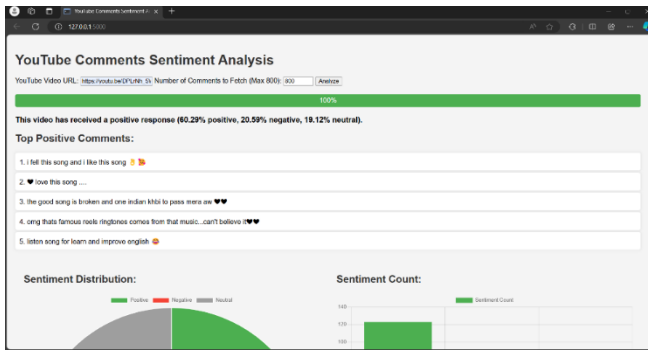 YouTube Comments Sentiment A
127.0.0.1:5000
YouTube Comments Sentiment Analysis
YouTube Video URL: Number of Comments to Fetch (Max 800): 800 Analyze
100%
This video has received a positive response (60.29% positive, 20.59% negative, 19.12% neutral).
Top Positive Comments:
1. i fell this song and i like this song
2. 🖤 love this song ....
3. the good song is broken and one indian khbi to pass mera aw 🖤🖤
4. omg thats famous reels ringtones comes from that music...can't believe it🖤🖤
5. listen song for learn and improve english 🤩
Sentiment Distribution:
Sentiment Count:
Positive Negative Neutral
Sentiment Count
140
120
100